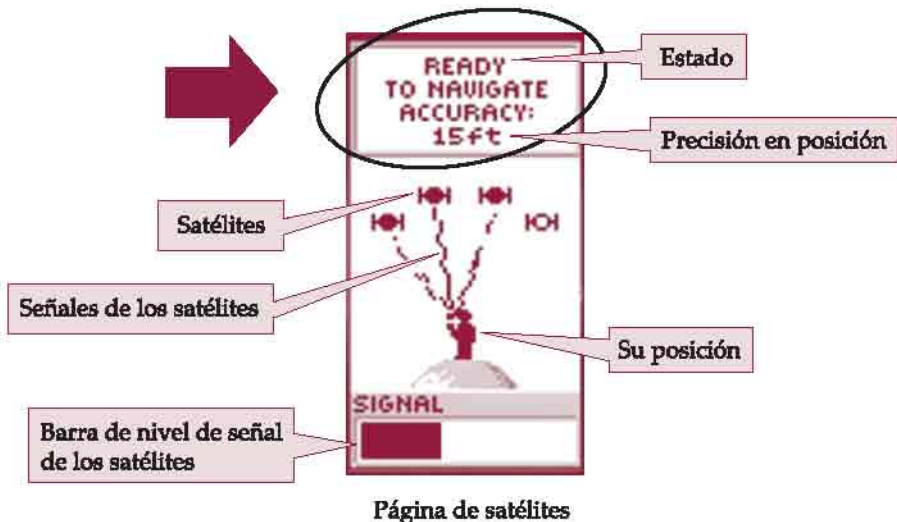 READY
TO NAVIGATE
ACCURACY:
15ft
Estado
Precisión en posición
Satélites
Señales de los satélites
Su posición
SIGNAL
Barra de nivel de señal
de los satélites
Página de satélites